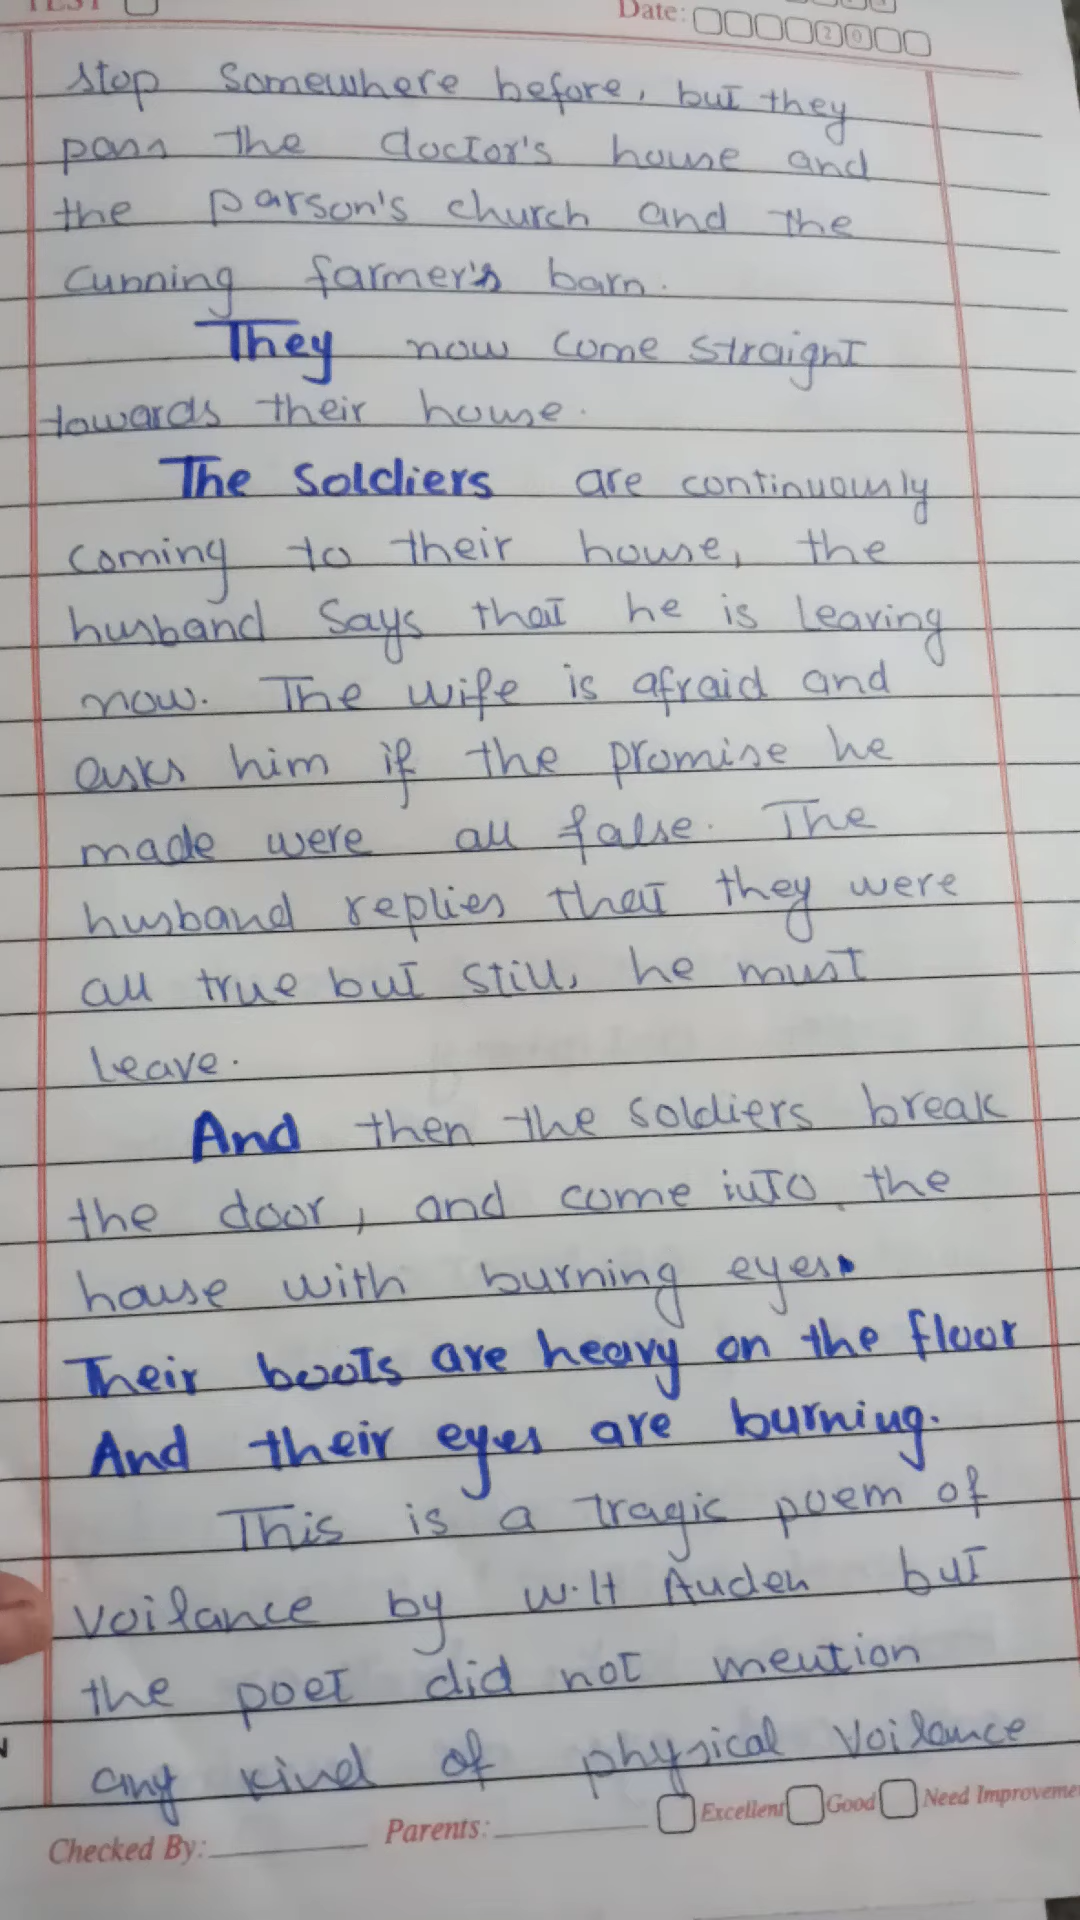 TEST
Date: 2 0
stop somewhere before, but they
pass the doctor's house and
the parson's church and the
cunning farmer's barn.
They now come straignt
towards their house.
The Soldiers are continuously
coming to their house, the
husband says that he is leaving
now. The wife is afraid and
asks him if the promise he
made were all false. The
husband replies that they were
all true but still, he must
leave.
And then the soldiers break
the door, and come into the
house with burning eyes.
Their boots are heavy on the floor
And their eyes are burning.
This is a tragic poem of
voilance by W.H Auden but
the poet did not mention
any kind of physical voilance
Excellent Good Need Improveme
Checked By: Parents: